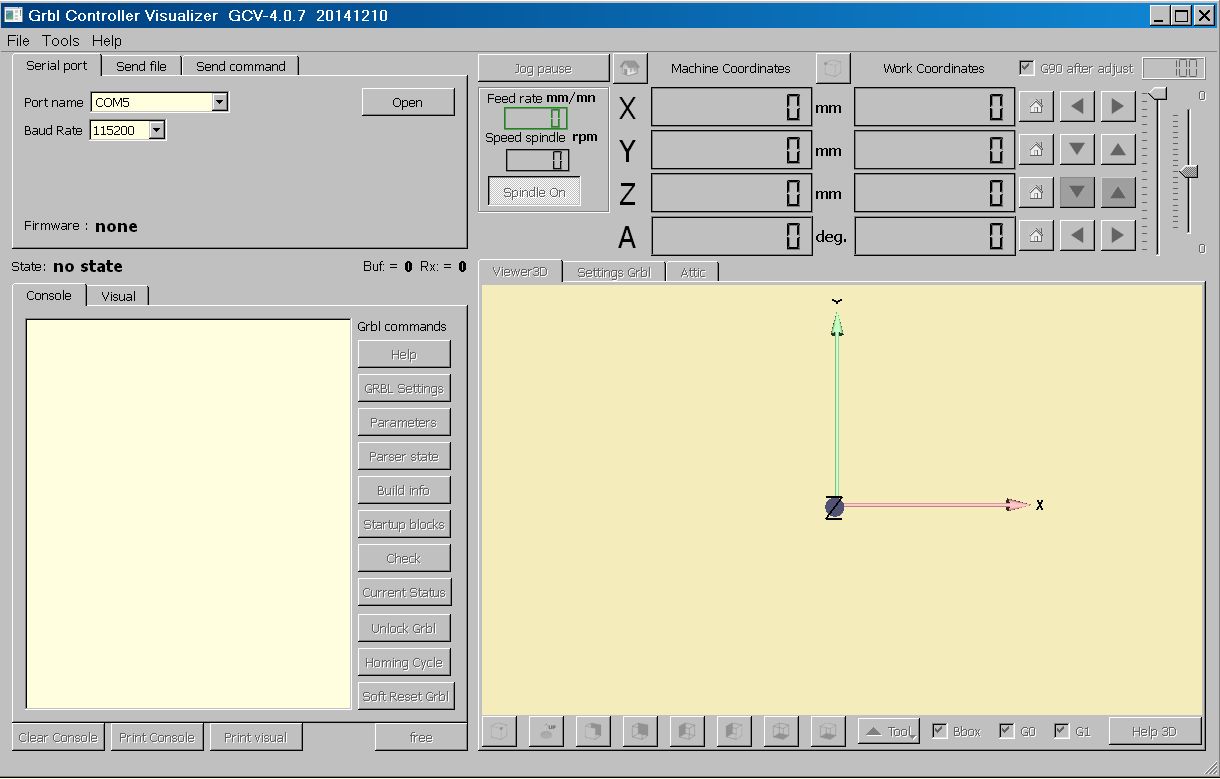 Grbl Controller Visualizer GCV-4.0.7 20141210
File Tools Help
Serial port Send file Send command
Port name COM5 Open
Baud Rate 115200
Firmware : none
State: no state Buf: = 0 Rx: = 0
Console Visual
Grbl commands
Help
GRBL Settings
Parameters
Parser state
Build info
Startup blocks
Check
Current Status
Unlock Grbl
Homing Cycle
Soft Reset Grbl
Clear Console Print Console Print visual free
Jog pause Machine Coordinates Work Coordinates G90 after adjust 100
Feed rate mm/mn
0
Speed spindle rpm
0
Spindle On
X 0 mm 0
Y 0 mm 0
Z 0 mm 0
A 0 deg. 0
0
0
Viewer3D Settings Grbl Attic
Y
Z X
UP Tool Bbox G0 G1 Help 3D